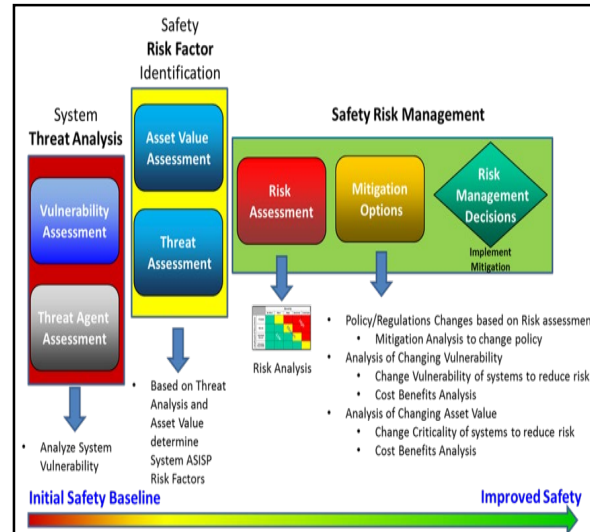 System
Threat Analysis
Vulnerability
Assessment
Threat Agent
Assessment
• Analyze System
Vulnerability
Safety
Risk Factor
Identification
Asset Value
Assessment
Threat
Assessment
• Based on Threat
Analysis and
Asset Value
determine
System ASISP
Risk Factors
Safety Risk Management
Risk
Assessment
Mitigation
Options
Risk
Management
Decisions
Implement
Mitigation
Risk Analysis
• Policy/Regulations Changes based on Risk assessmen
• Mitigation Analysis to change policy
• Analysis of Changing Vulnerability
• Change Vulnerability of systems to reduce risk
• Cost Benefits Analysis
• Analysis of Changing Asset Value
• Change Criticality of systems to reduce risk
• Cost Benefits Analysis
Initial Safety Baseline
Improved Safety